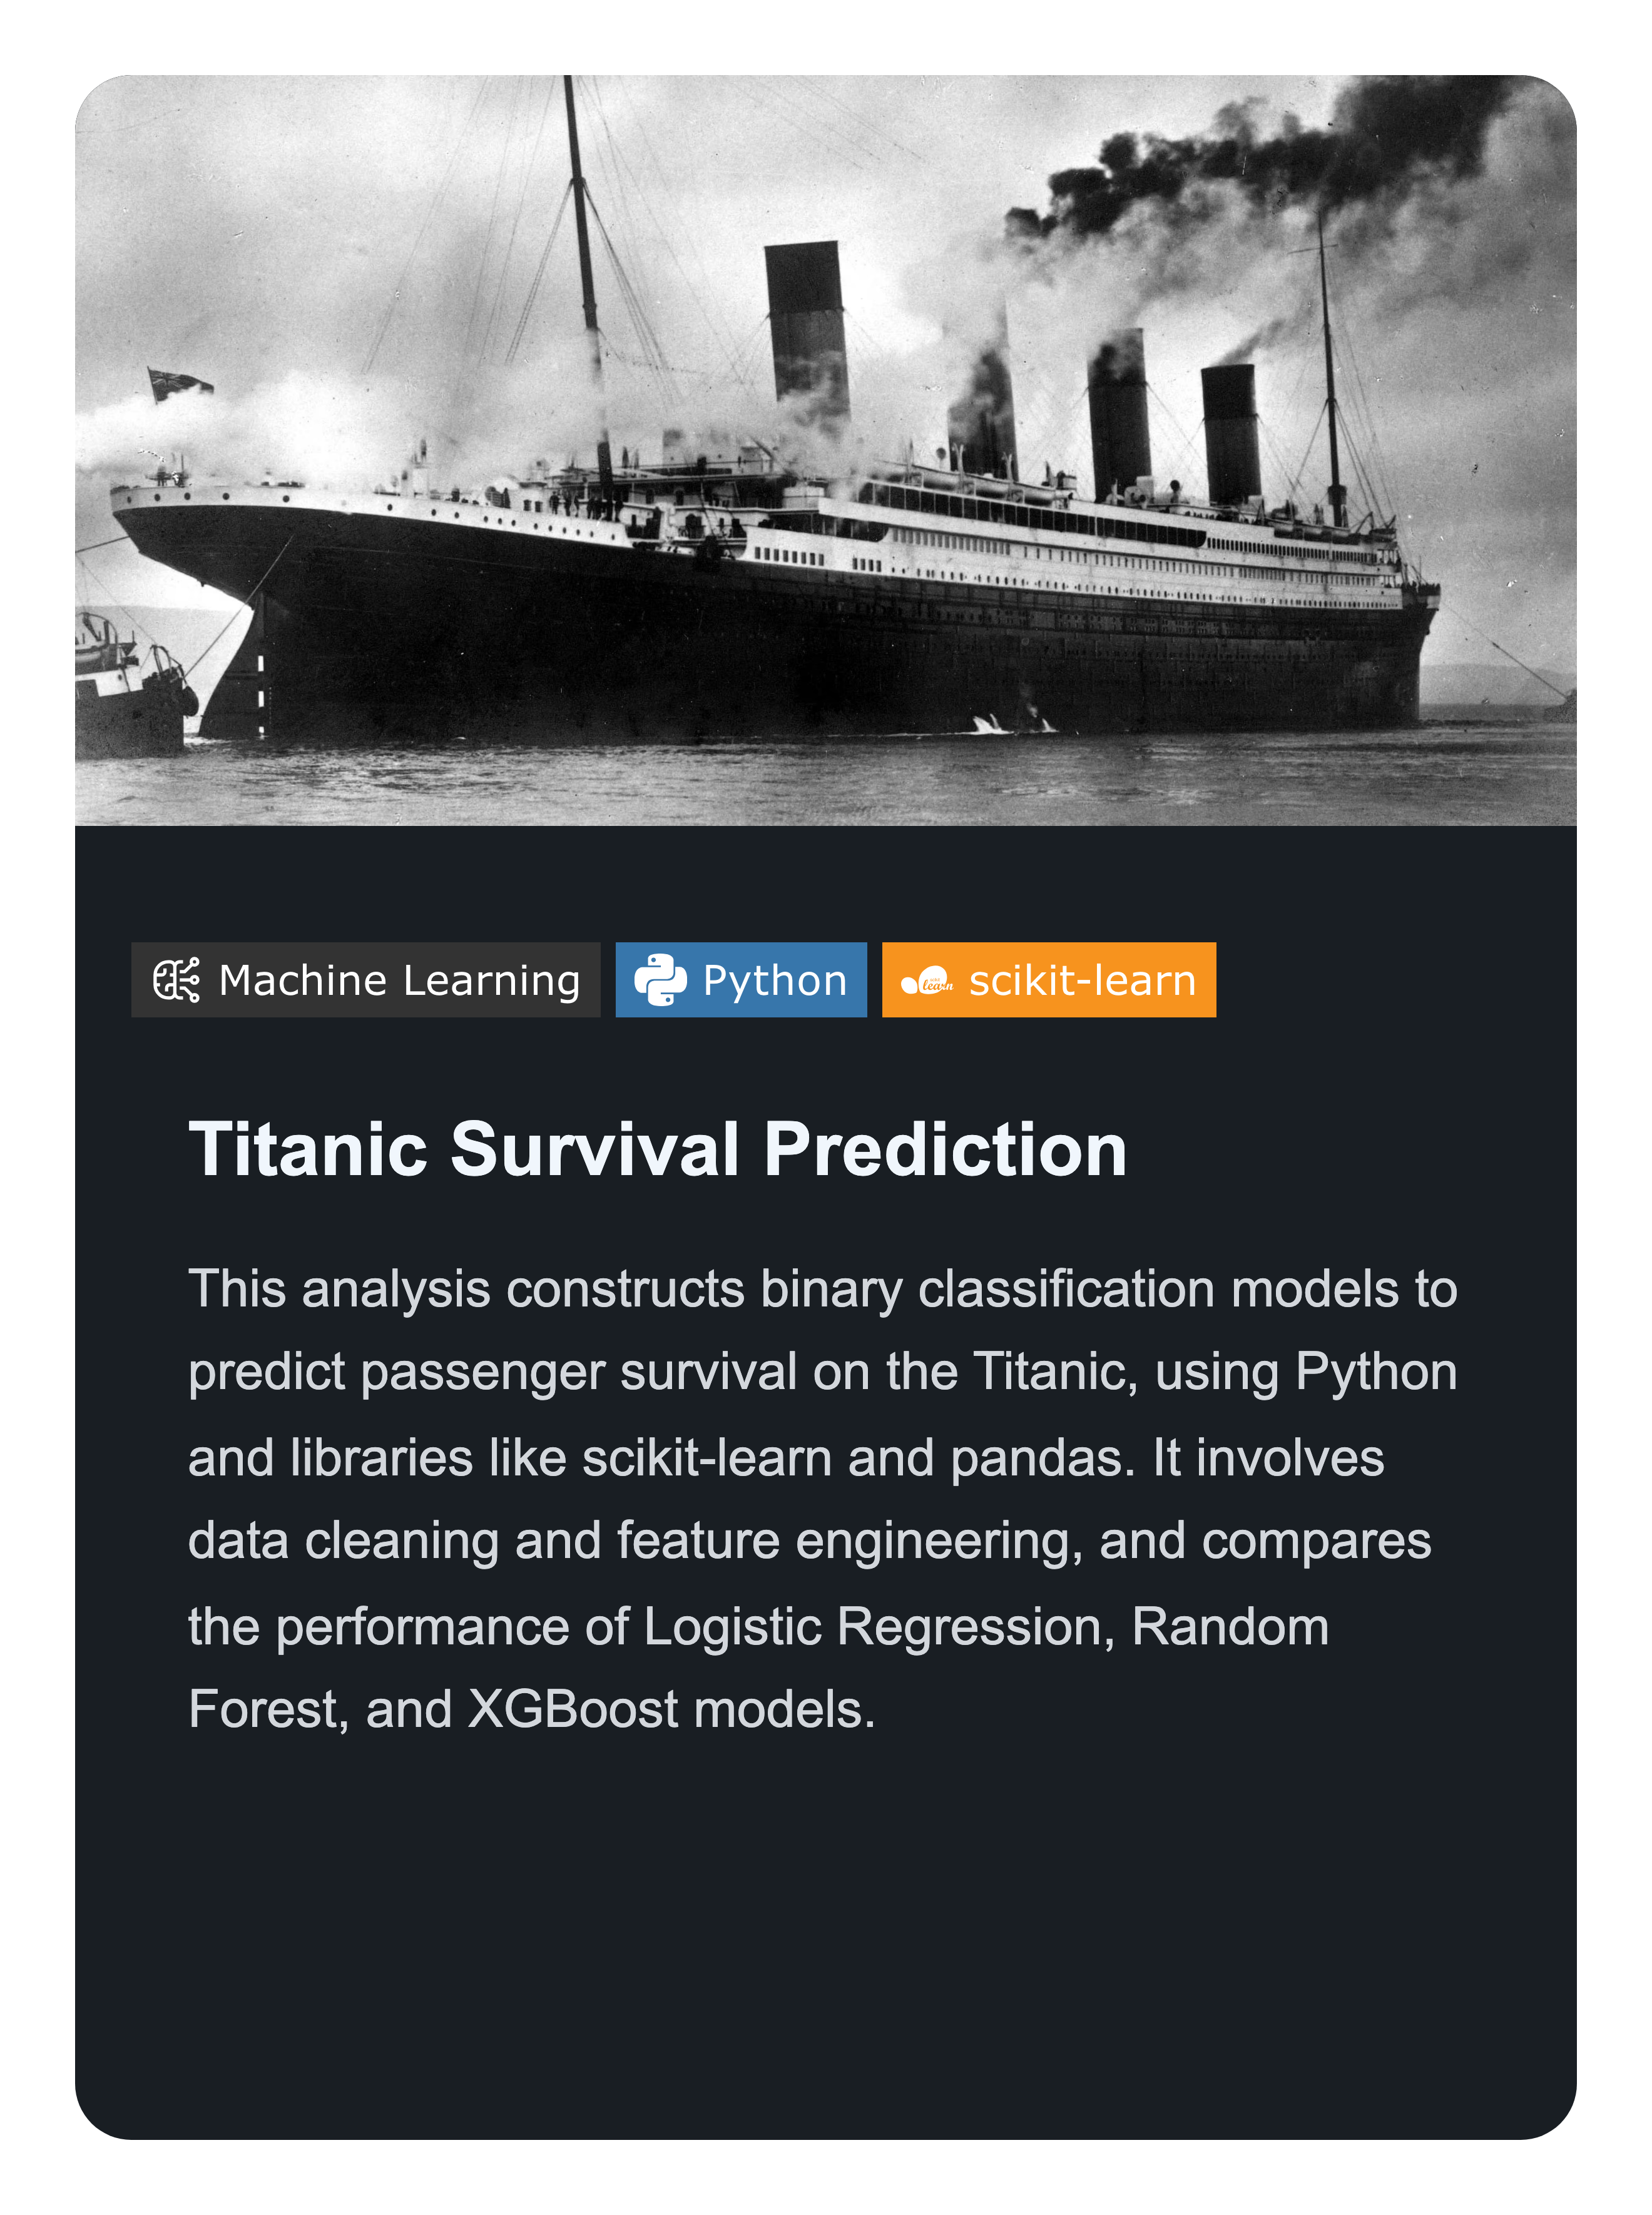 Machine Learning
Python
learn scikit-learn
Titanic Survival Prediction
This analysis constructs binary classification models to
predict passenger survival on the Titanic, using Python
and libraries like scikit-learn and pandas. It involves
data cleaning and feature engineering, and compares
the performance of Logistic Regression, Random
Forest, and XGBoost models.